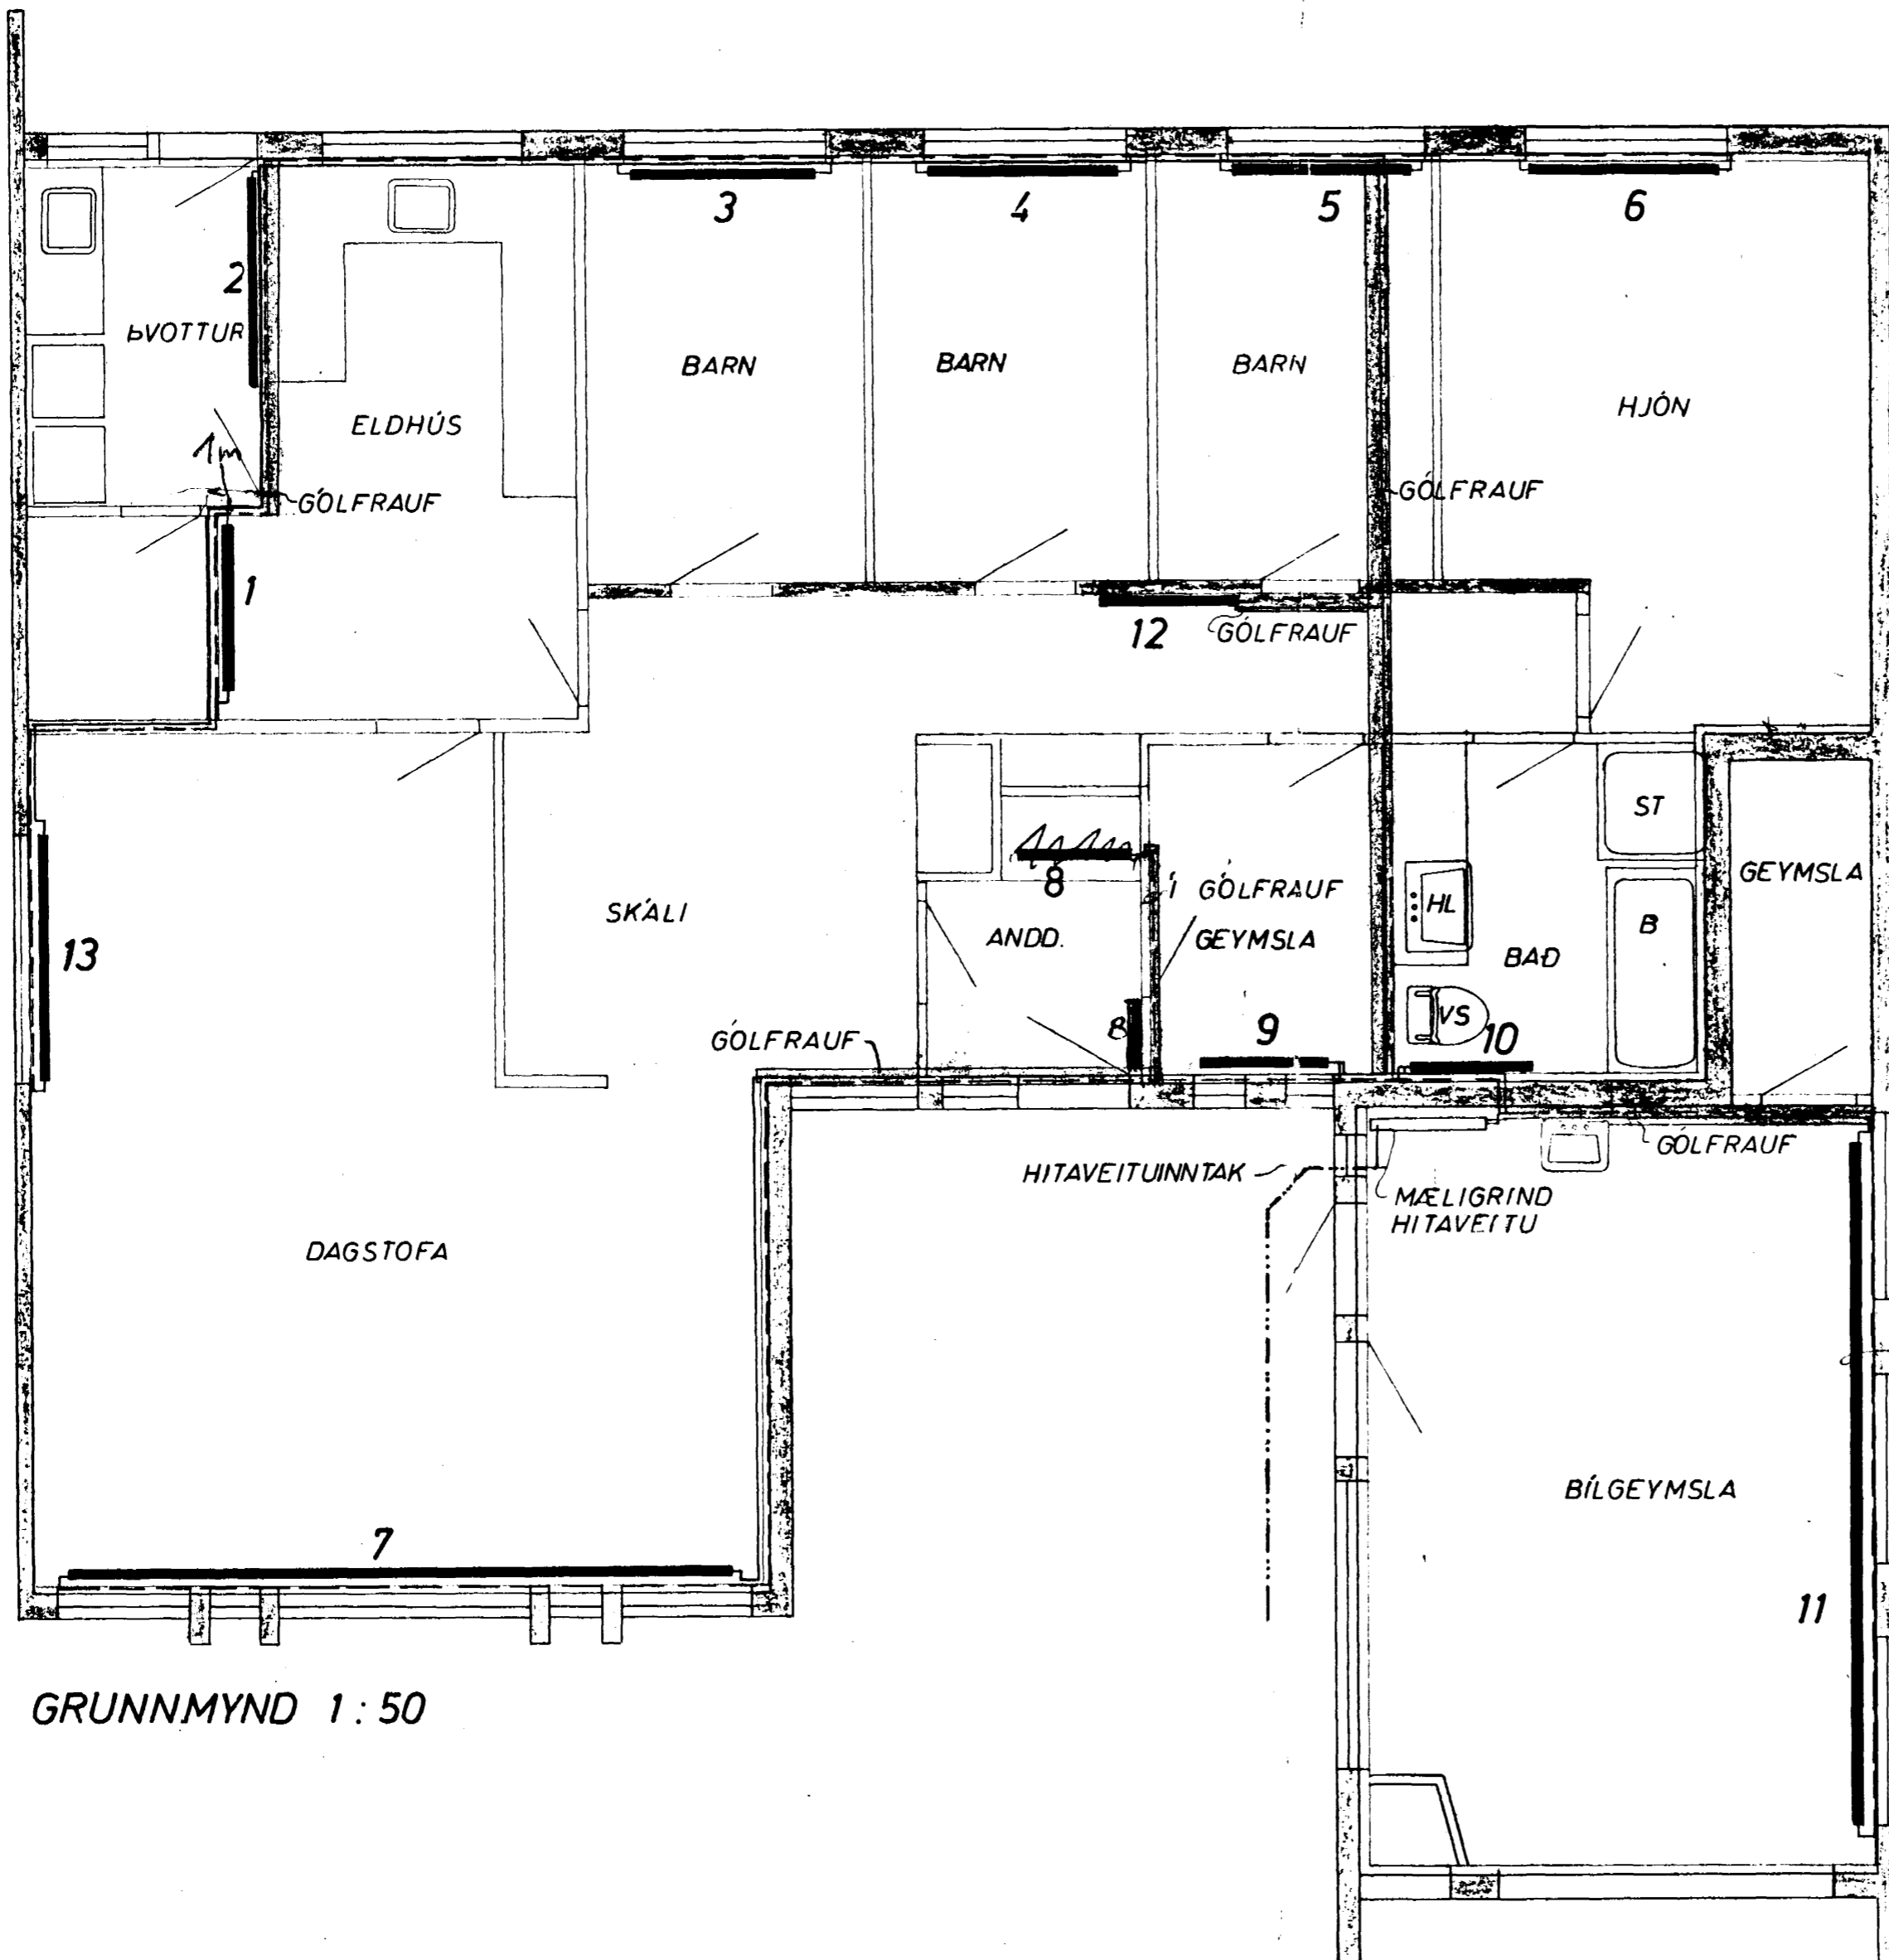 3
4
5
6
2
ÞVOTTUR
BARN
BARN
BARN
HJÓN
ELDHÚS
1m
GÓLFRAUF
GÓLFRAUF
1
12
GÓLFRAUF
ST
8
Í GÓLFRAUF
GEYMSLA
HL
SKÁLI
B
13
ANDD.
GEYMSLA
BAÐ
VS
8
9
10
GÓLFRAUF
GÓLFRAUF
HITAVEITUINNTAK
MÆLIGRIND
HITAVEITU
DAGSTOFA
BÍLGEYMSLA
7
11
GRUNNMYND 1:50